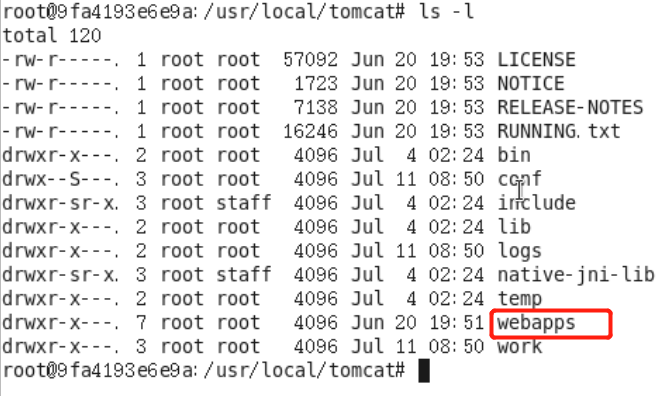 root@9fa4193e6e9a:/usr/local/tomcat# ls -l
total 120
-rw-r-----. 1 root root  57092 Jun 20 19:53 LICENSE
-rw-r-----. 1 root root   1723 Jun 20 19:53 NOTICE
-rw-r-----. 1 root root   7138 Jun 20 19:53 RELEASE-NOTES
-rw-r-----. 1 root root  16246 Jun 20 19:53 RUNNING.txt
drwxr-x---. 2 root root   4096 Jul  4 02:24 bin
drwx--S---. 3 root root   4096 Jul 11 08:50 conf
drwxr-sr-x. 3 root staff  4096 Jul  4 02:24 include
drwxr-x---. 2 root root   4096 Jul  4 02:24 lib
drwxr-x---. 2 root root   4096 Jul 11 08:50 logs
drwxr-sr-x. 3 root staff  4096 Jul  4 02:24 native-jni-lib
drwxr-x---. 2 root root   4096 Jul  4 02:24 temp
drwxr-x---. 7 root root   4096 Jun 20 19:51 webapps
drwxr-x---. 3 root root   4096 Jul 11 08:50 work
root@9fa4193e6e9a:/usr/local/tomcat#